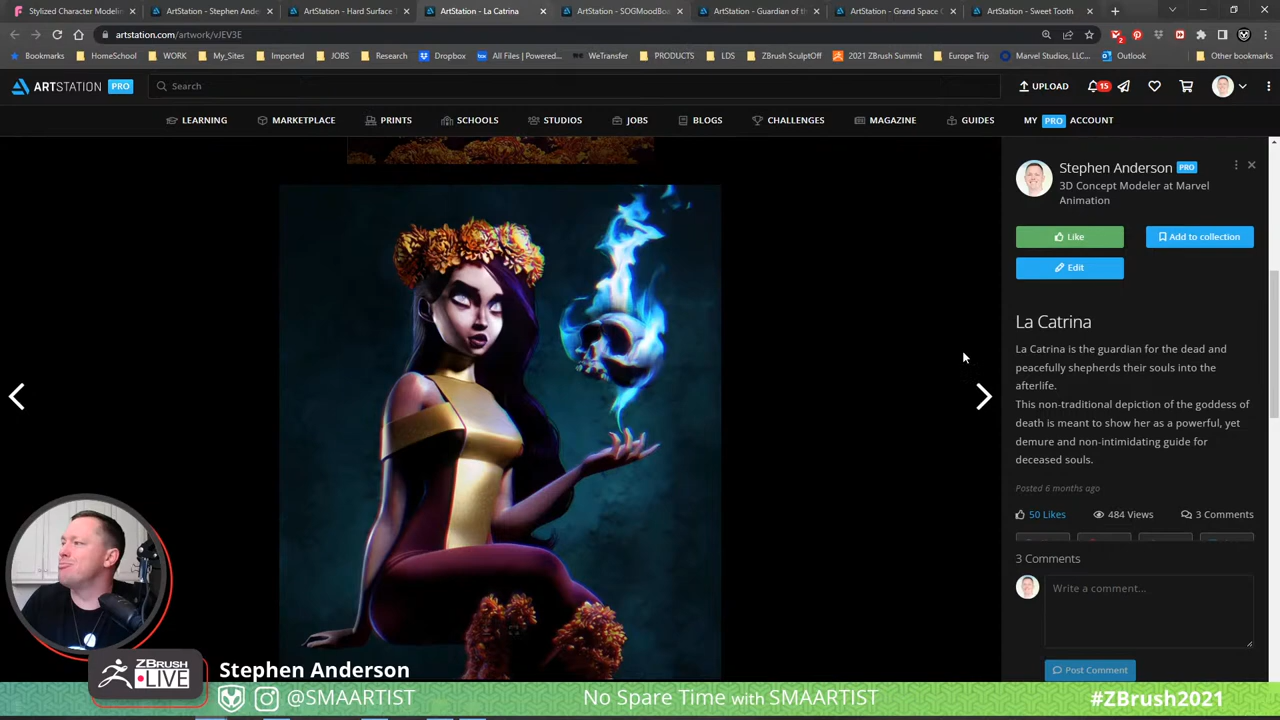 Stylized Character Modelin
ArtStation - Stephen Ande
ArtStation - Hard Surface T
ArtStation - La Catrina
ArtStation - SOGMoodBoa
ArtStation - Guardian of th
ArtStation - Grand Space O
ArtStation - Sweet Tooth
artstation.com/artwork/vJEV3E
Bookmarks HomeSchool WORK My_Sites Imported JOBS Research Dropbox All Files | Powered... WeTransfer PRODUCTS LDS ZBrush SculptOff 2021 ZBrush Summit Europe Trip Marvel Studios, LLC... Outlook Other bookmarks
ARTSTATION PRO Search UPLOAD 15
LEARNING MARKETPLACE PRINTS SCHOOLS STUDIOS JOBS BLOGS CHALLENGES MAGAZINE GUIDES MY PRO ACCOUNT
Stephen Anderson PRO
3D Concept Modeler at Marvel
Animation
Like Add to collection
Edit
La Catrina
La Catrina is the guardian for the dead and
peacefully shepherds their souls into the
afterlife.
This non-traditional depiction of the goddess of
death is meant to show her as a powerful, yet
demure and non-intimidating guide for
deceased souls.
Posted 6 months ago
50 Likes 484 Views 3 Comments
3 Comments
Write a comment...
Post Comment
ZBRUSH
LIVE
Stephen Anderson
@SMAARTIST No Spare Time with SMAARTIST #ZBrush2021